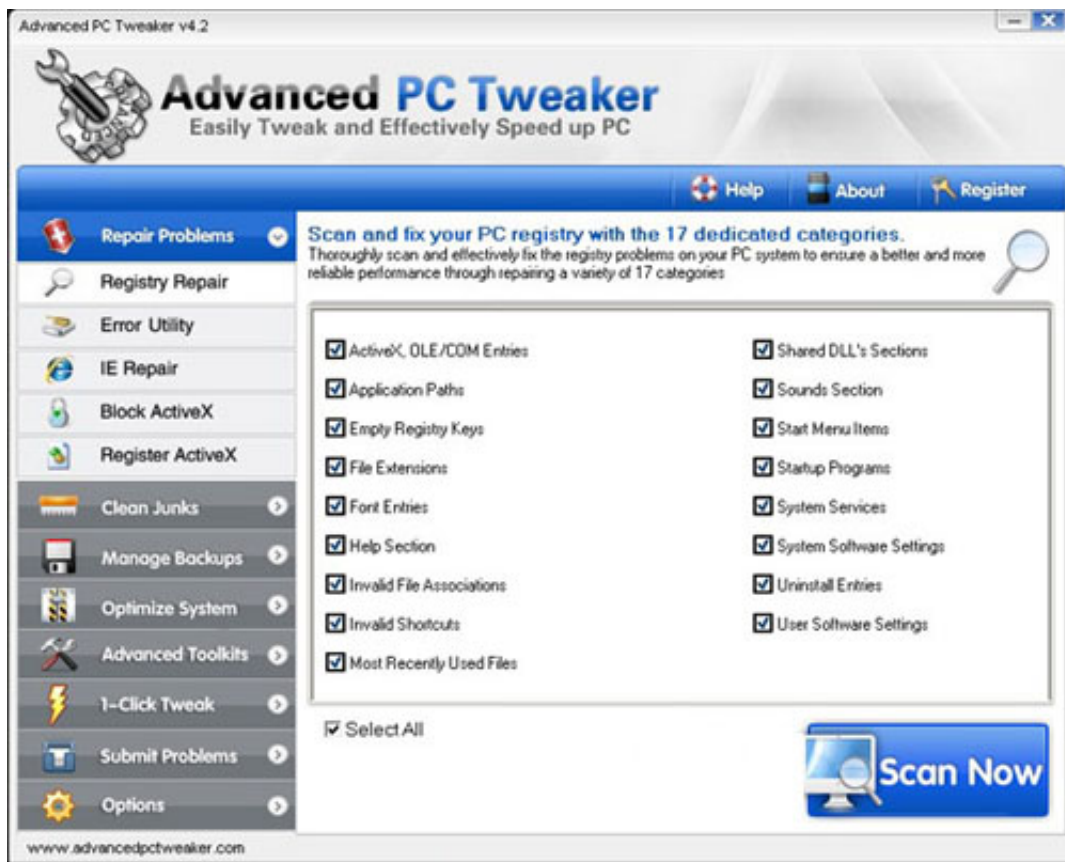 Advanced PC Tweaker v4.2
Advanced PC Tweaker
Easily Tweak and Effectively Speed up PC
Help
About
Register
Repair Problems
Registry Repair
Error Utility
IE Repair
Block ActiveX
Register ActiveX
Clean Junks
Manage Backups
Optimize System
Advanced Toolkits
1-Click Tweak
Submit Problems
Options
Scan and fix your PC registry with the 17 dedicated categories.
Thoroughly scan and effectively fix the registry problems on your PC system to ensure a better and more
reliable performance through repairing a variety of 17 categories
ActiveX, OLE/COM Entries
Application Paths
Empty Registry Keys
File Extensions
Font Entries
Help Section
Invalid File Associations
Invalid Shortcuts
Most Recently Used Files
Shared DLL's Sections
Sounds Section
Start Menu Items
Startup Programs
System Services
System Software Settings
Uninstall Entries
User Software Settings
Select All
Scan Now
www.advancedpctweaker.com